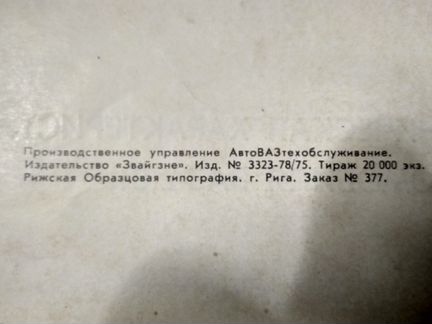 Производственное управление АвтоВАЗтехобслуживание.
Издательство «Звайгзне». Изд. № 3323-78/75. Тираж 20 000 экз.
Рижская Образцовая типография. г. Рига. Заказ № 377.